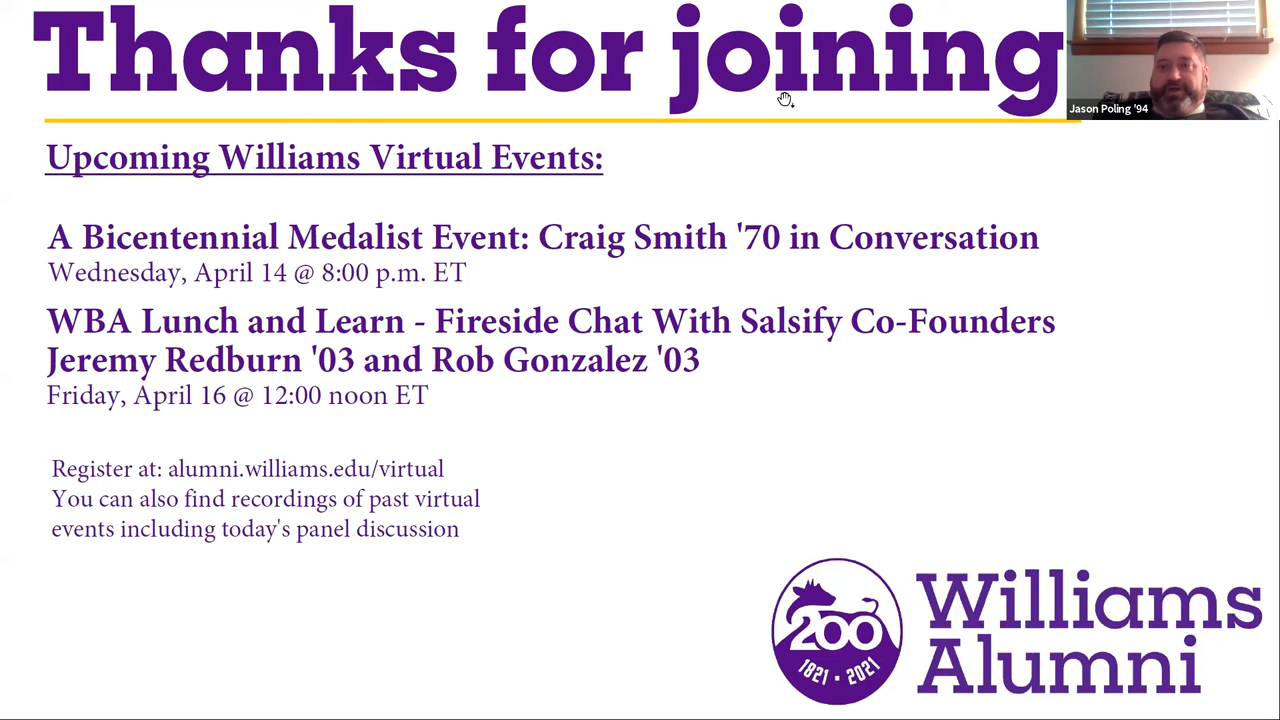 Thanks for joining
Jason Poling '94
Upcoming Williams Virtual Events:
A Bicentennial Medalist Event: Craig Smith '70 in Conversation
Wednesday, April 14 @ 8:00 p.m. ET
WBA Lunch and Learn - Fireside Chat With Salsify Co-Founders
Jeremy Redburn '03 and Rob Gonzalez '03
Friday, April 16 @ 12:00 noon ET
Register at: alumni.williams.edu/virtual
You can also find recordings of past virtual
events including today's panel discussion
200
1821 · 2021
Williams
Alumni